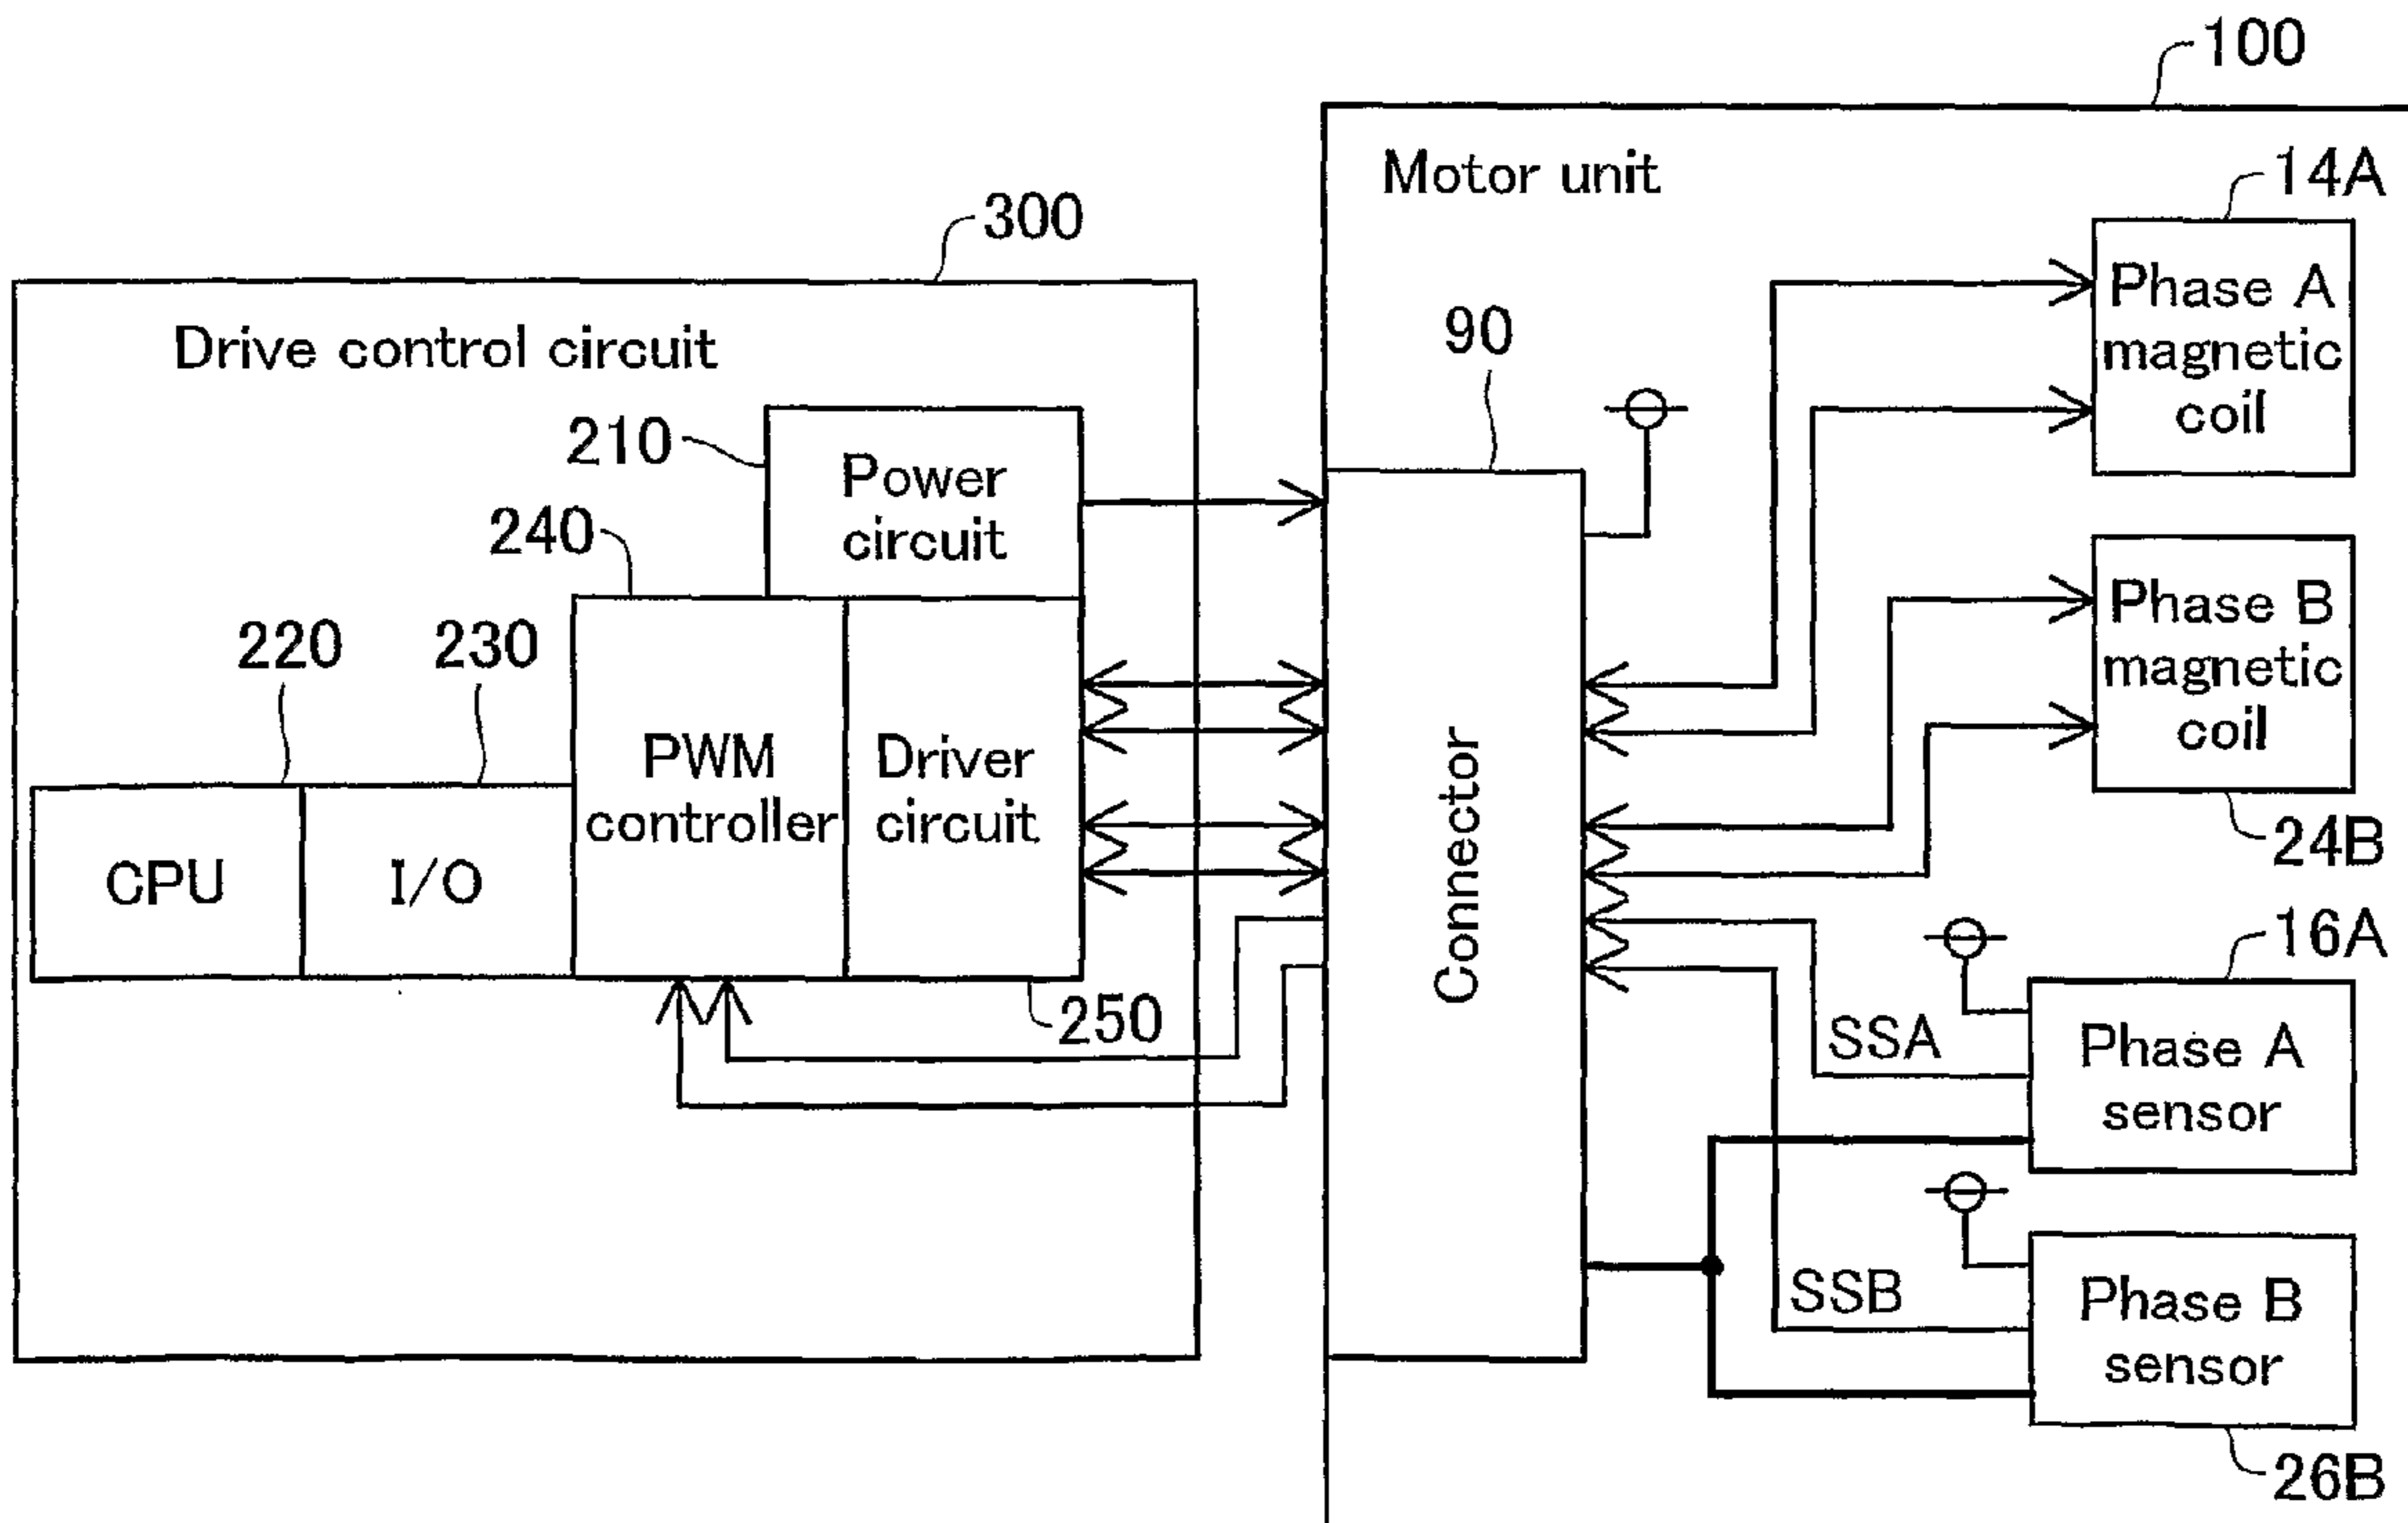 100
Motor unit
14A
Phase A
magnetic
coil
300
Drive control circuit
90
210
Power
circuit
240
Phase B
magnetic
coil
24B
220
230
PWM
controller
Driver
circuit
CPU
I/O
Connector
250
16A
SSA
Phase A
sensor
SSB
Phase B
sensor
26B